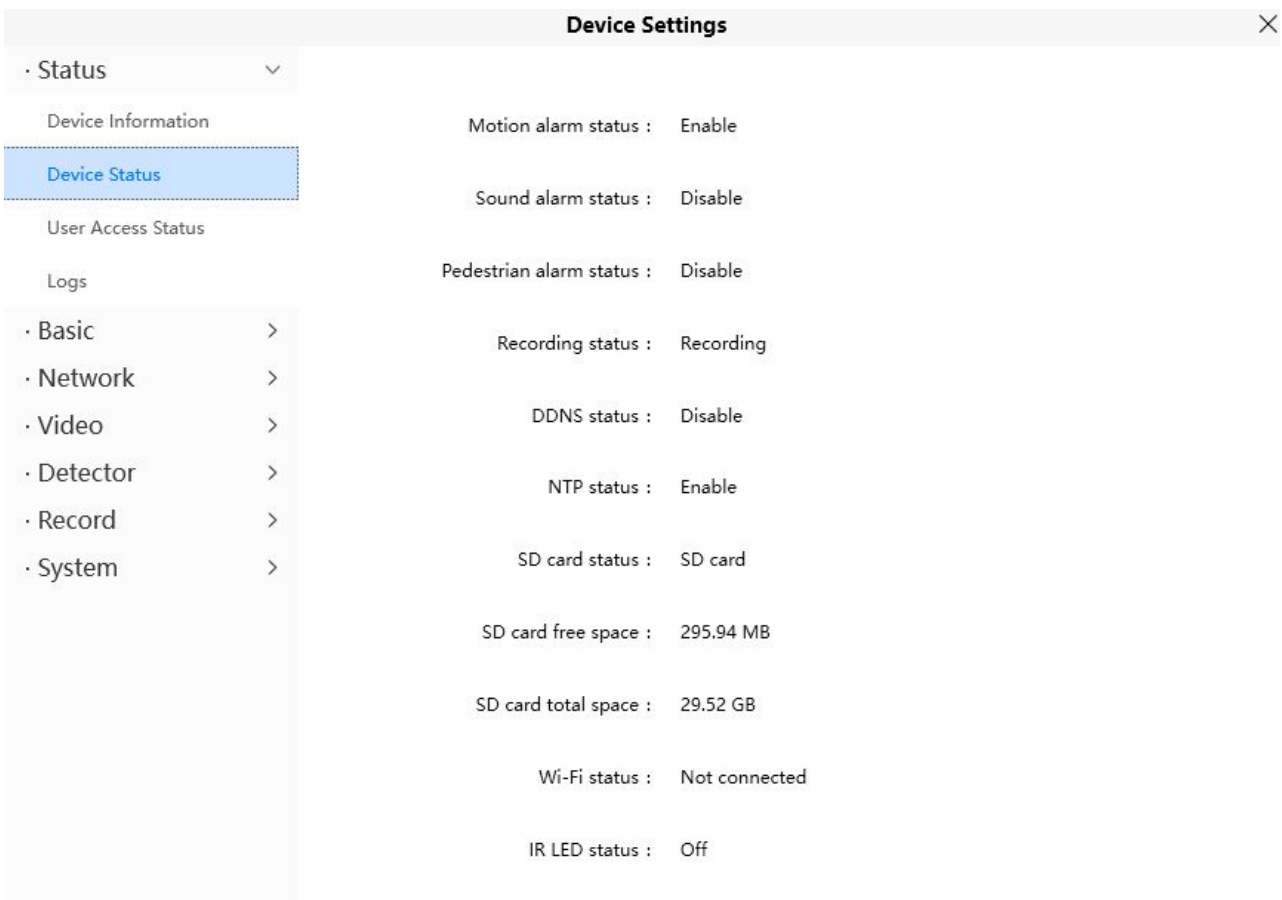 Device Settings
· Status
Device Information
Device Status
User Access Status
Logs
· Basic
· Network
· Video
· Detector
· Record
· System
Motion alarm status : Enable
Sound alarm status : Disable
Pedestrian alarm status : Disable
Recording status : Recording
DDNS status : Disable
NTP status : Enable
SD card status : SD card
SD card free space : 295.94 MB
SD card total space : 29.52 GB
Wi-Fi status : Not connected
IR LED status : Off